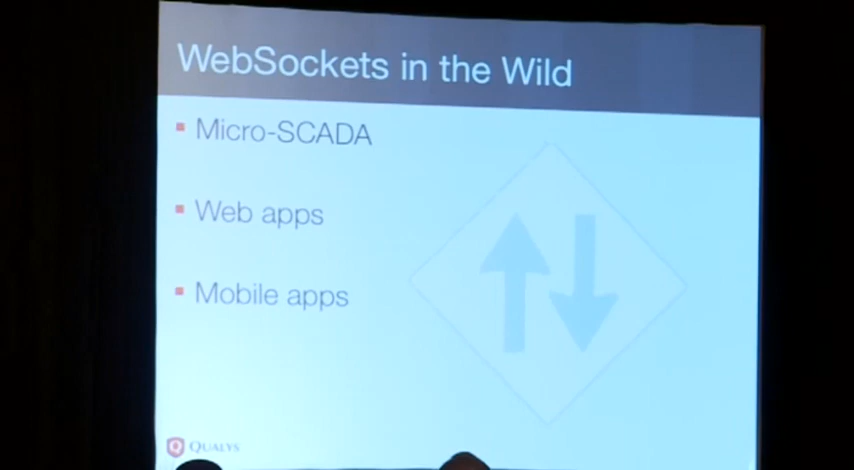 WebSockets in the Wild
Micro-SCADA
Web apps
Mobile apps
QUALYS